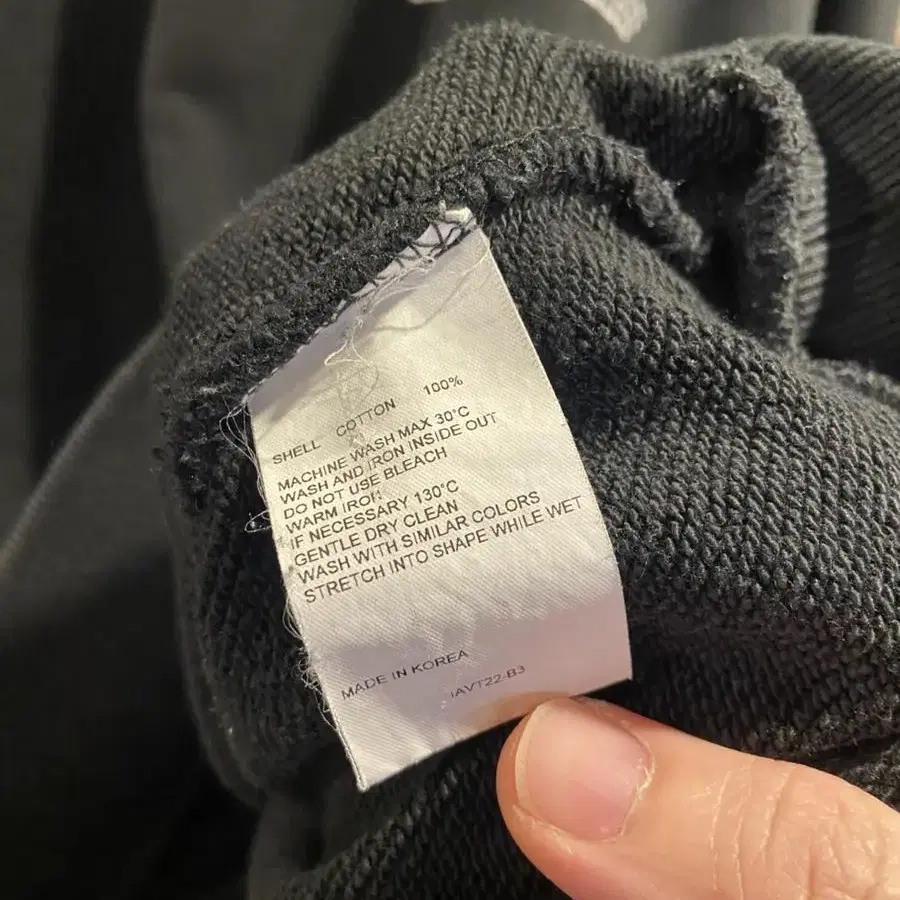 SHELL COTTON 100%
MACHINE WASH MAX 30°C
WASH AND IRON INSIDE OUT
DO NOT USE BLEACH
WARM IRON
IF NECESSARY 130°C
GENTLE DRY CLEAN
WASH WITH SIMILAR COLORS
STRETCH INTO SHAPE WHILE WET
MADE IN KOREA